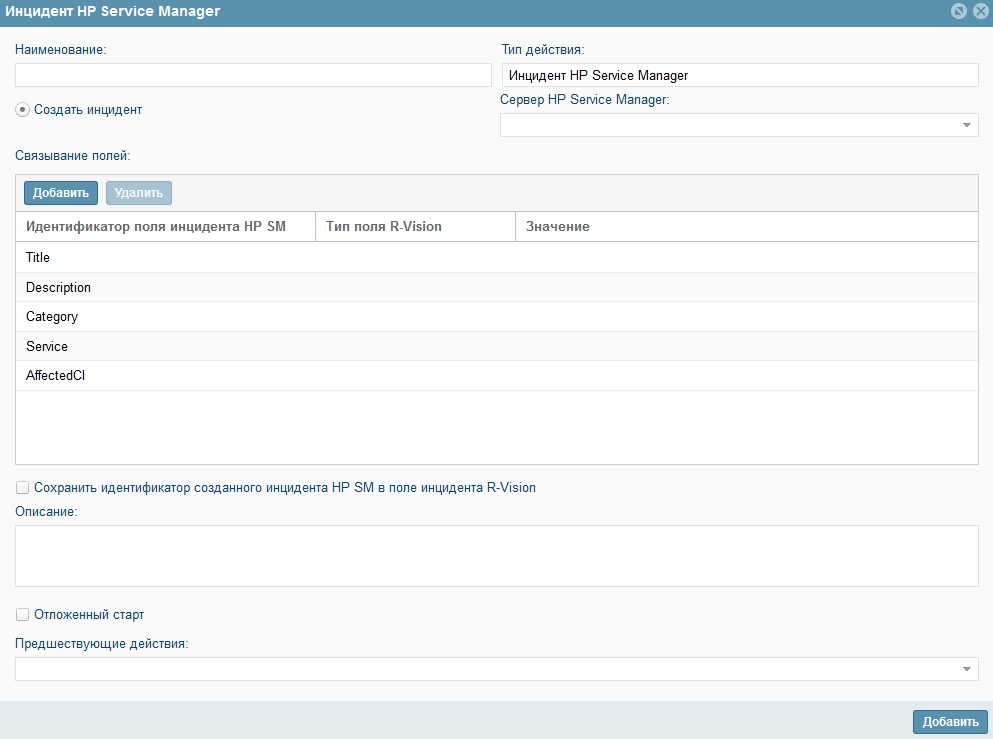 Инцидент HP Service Manager
Наименование:
Тип действия:
Инцидент HP Service Manager
Создать инцидент
Сервер HP Service Manager:
Связывание полей:
Добавить Удалить
Идентификатор поля инцидента HP SM Тип поля R-Vision Значение
Title
Description
Category
Service
AffectedCI
Сохранить идентификатор созданного инцидента HP SM в поле инцидента R-Vision
Описание:
Отложенный старт
Предшествующие действия:
Добавить